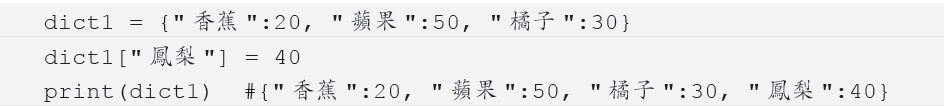 dict1 = {"香蕉":20, "蘋果":50, "橘子":30}
dict1["鳳梨"] = 40
print(dict1)  #{"香蕉":20, "蘋果":50, "橘子":30, "鳳梨":40}